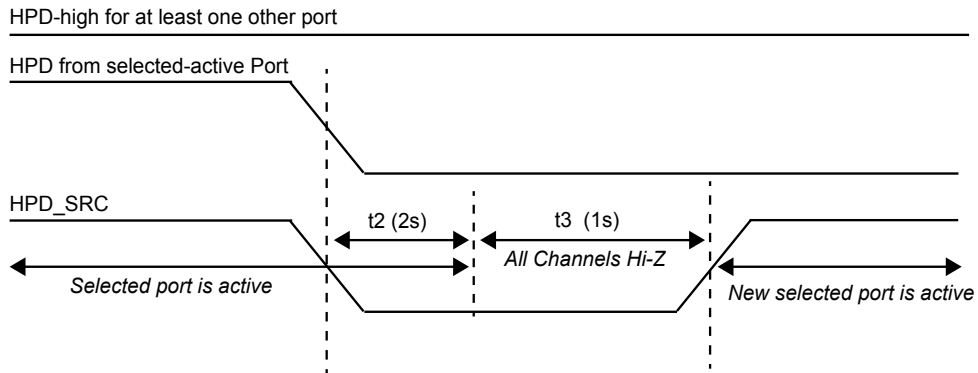 HPD-high for at least one other port
HPD from selected-active Port
HPD_SRC
t2 (2s)
t3 (1s)
All Channels Hi-Z
Selected port is active
New selected port is active